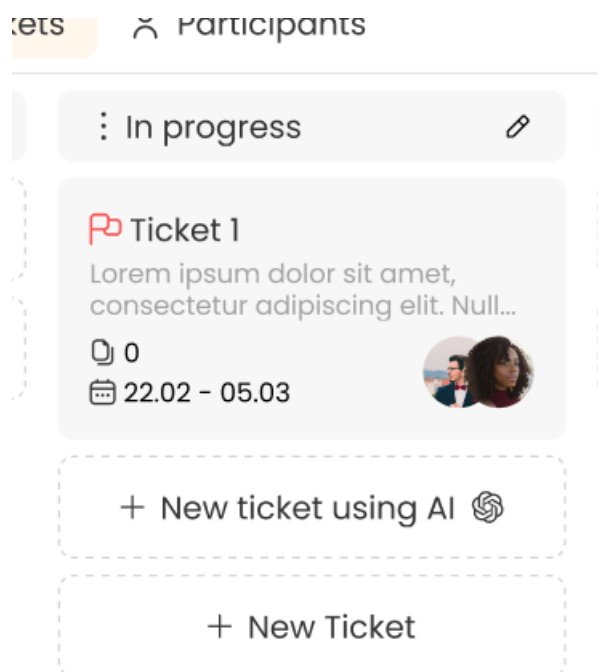 kets
Participants
In progress
Ticket 1
Lorem ipsum dolor sit amet,
consectetur adipiscing elit. Null...
0
22.02 - 05.03
+ New ticket using AI
+ New Ticket